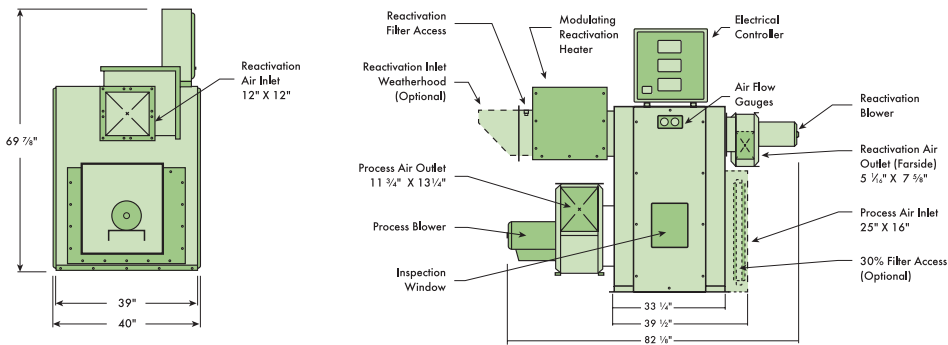 Reactivation
Air Inlet
12" X 12"
69 ⅞"
39"
40"
Reactivation
Filter Access
Modulating
Reactivation
Heater
Electrical
Controller
Reactivation Inlet
Weatherhood
(Optional)
Air Flow
Gauges
Reactivation
Blower
Process Air Outlet
11 ¾" X 13¼"
Reactivation Air
Outlet (Farside)
5 ¹⁄₁₆" X 7 ⅝"
Process Blower
Process Air Inlet
25" X 16"
Inspection
Window
30% Filter Access
(Optional)
33 ¼"
39 ½"
82 ⅛"